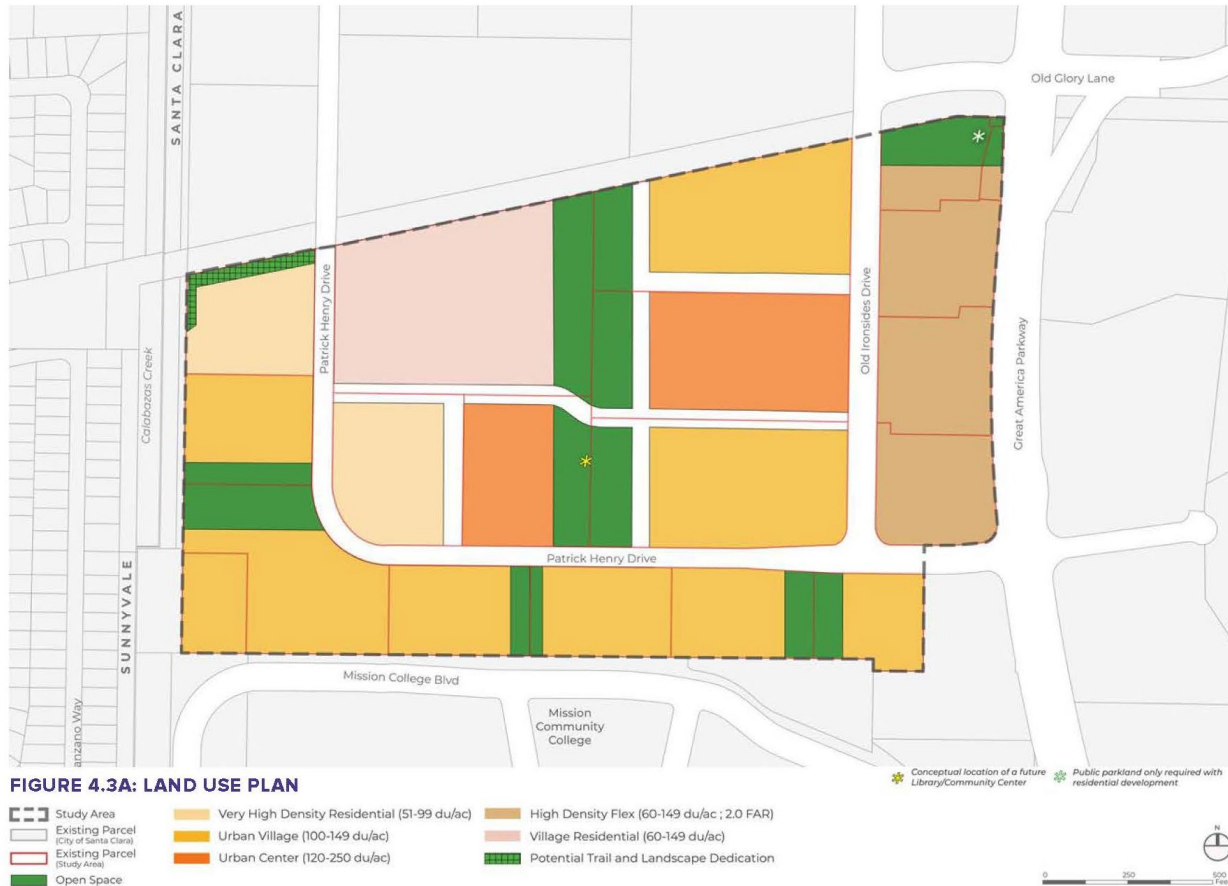 SANTA CLARA
Old Glory Lane
Patrick Henry Drive
Old Ironsides Drive
Great America Parkway
Calabazas Creek
Patrick Henry Drive
SUNNYVALE
Mission College Blvd
Mission
Community
College
anzano Way
FIGURE 4.3A: LAND USE PLAN
Conceptual location of a future
Library/Community Center
Public parkland only required with
residential development
Study Area
Existing Parcel
(City of Santa Clara)
Existing Parcel
(Study Area)
Open Space
Very High Density Residential (51-99 du/ac)
Urban Village (100-149 du/ac)
Urban Center (120-250 du/ac)
High Density Flex (60-149 du/ac ; 2.0 FAR)
Village Residential (60-149 du/ac)
Potential Trail and Landscape Dedication
N
0 250 500
Feet